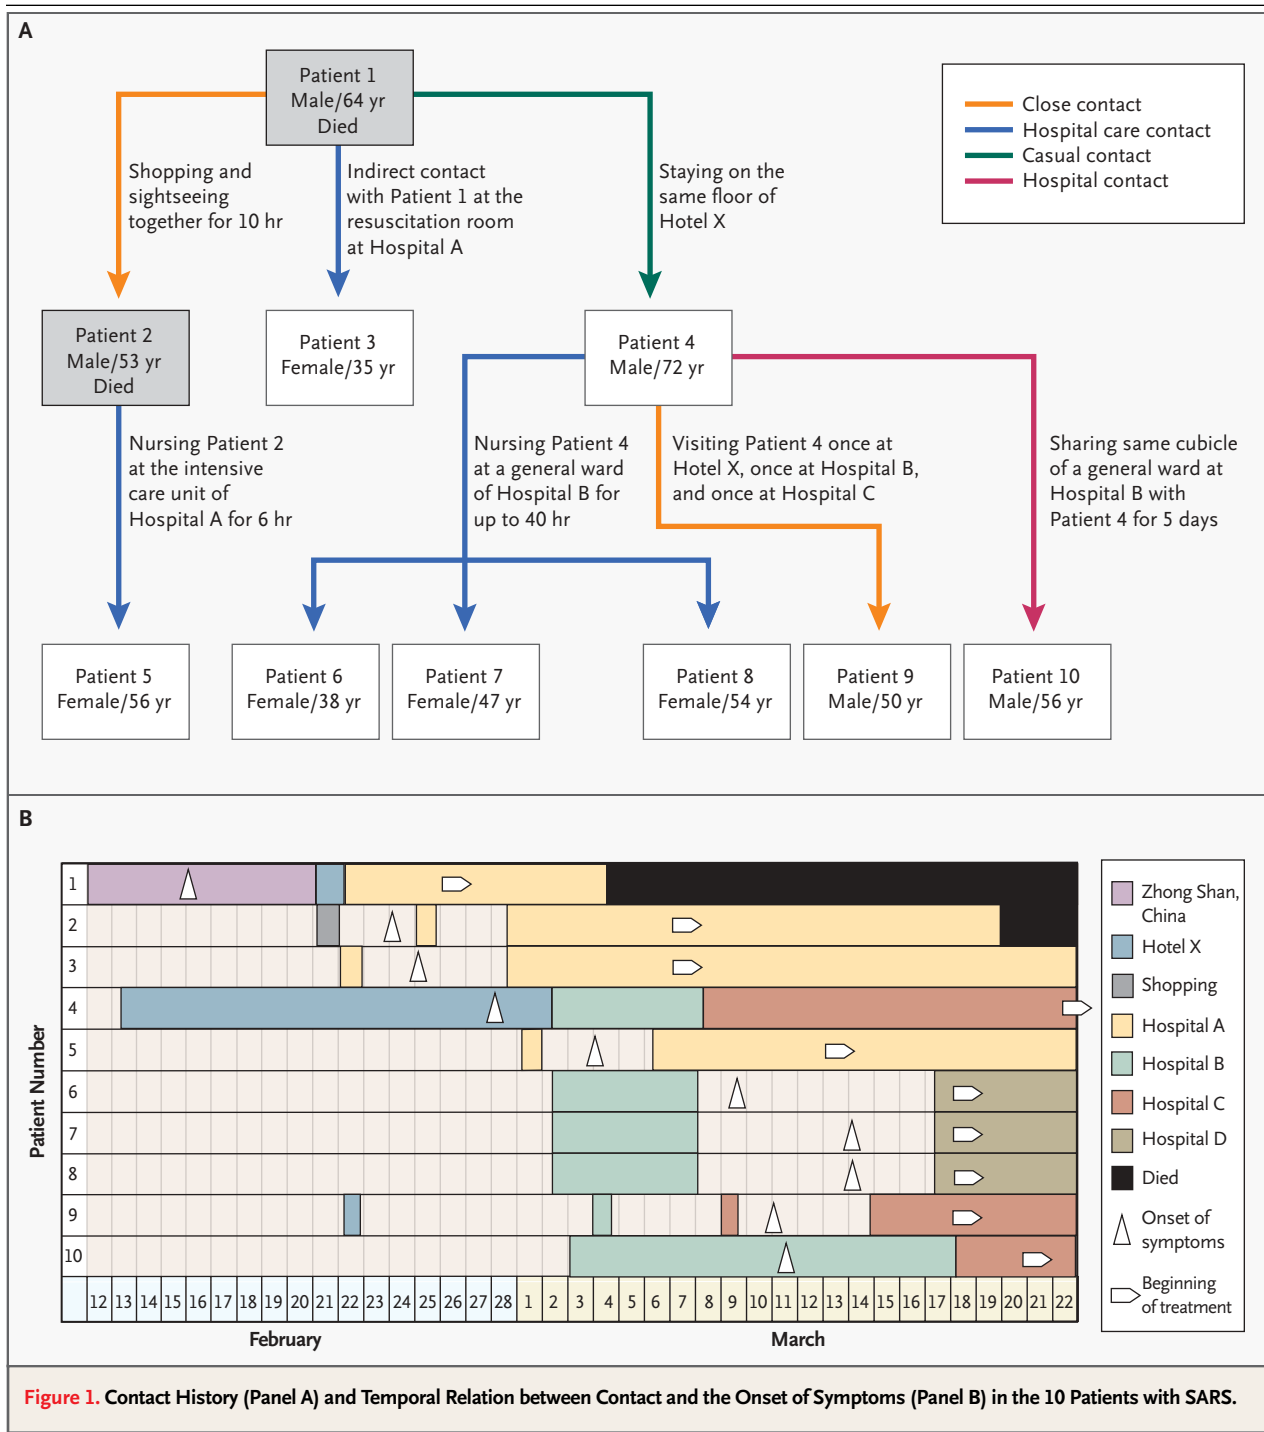 A
Patient 1
Male/64 yr
Died
Close contact
Hospital care contact
Casual contact
Hospital contact
Shopping and
sightseeing
together for 10 hr
Indirect contact
with Patient 1 at the
resuscitation room
at Hospital A
Staying on the
same floor of
Hotel X
Patient 2
Male/53 yr
Died
Patient 3
Female/35 yr
Patient 4
Male/72 yr
Nursing Patient 2
at the intensive
care unit of
Hospital A for 6 hr
Nursing Patient 4
at a general ward
of Hospital B for
up to 40 hr
Visiting Patient 4 once at
Hotel X, once at Hospital B,
and once at Hospital C
Sharing same cubicle
of a general ward at
Hospital B with
Patient 4 for 5 days
Patient 5
Female/56 yr
Patient 6
Female/38 yr
Patient 7
Female/47 yr
Patient 8
Female/54 yr
Patient 9
Male/50 yr
Patient 10
Male/56 yr
B
Patient Number
1
2
3
4
5
6
7
8
9
10
12 13 14 15 16 17 18 19 20 21 22 23 24 25 26 27 28 1 2 3 4 5 6 7 8 9 10 11 12 13 14 15 16 17 18 19 20 21 22
February
March
Zhong Shan,
China
Hotel X
Shopping
Hospital A
Hospital B
Hospital C
Hospital D
Died
Onset of
symptoms
Beginning
of treatment
Figure 1. Contact History (Panel A) and Temporal Relation between Contact and the Onset of Symptoms (Panel B) in the 10 Patients with SARS.